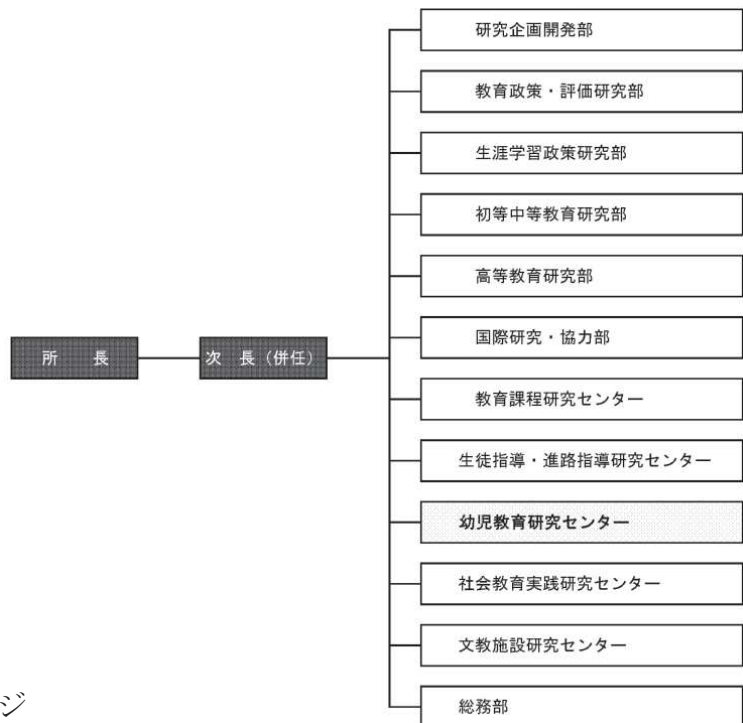 研究企画開発部
教育政策・評価研究部
生涯学習政策研究部
初等中等教育研究部
高等教育研究部
国際研究・協力部
所　長
次　長（併任）
教育課程研究センター
生徒指導・進路指導研究センター
幼児教育研究センター
社会教育実践研究センター
文教施設研究センター
総務部
ジ